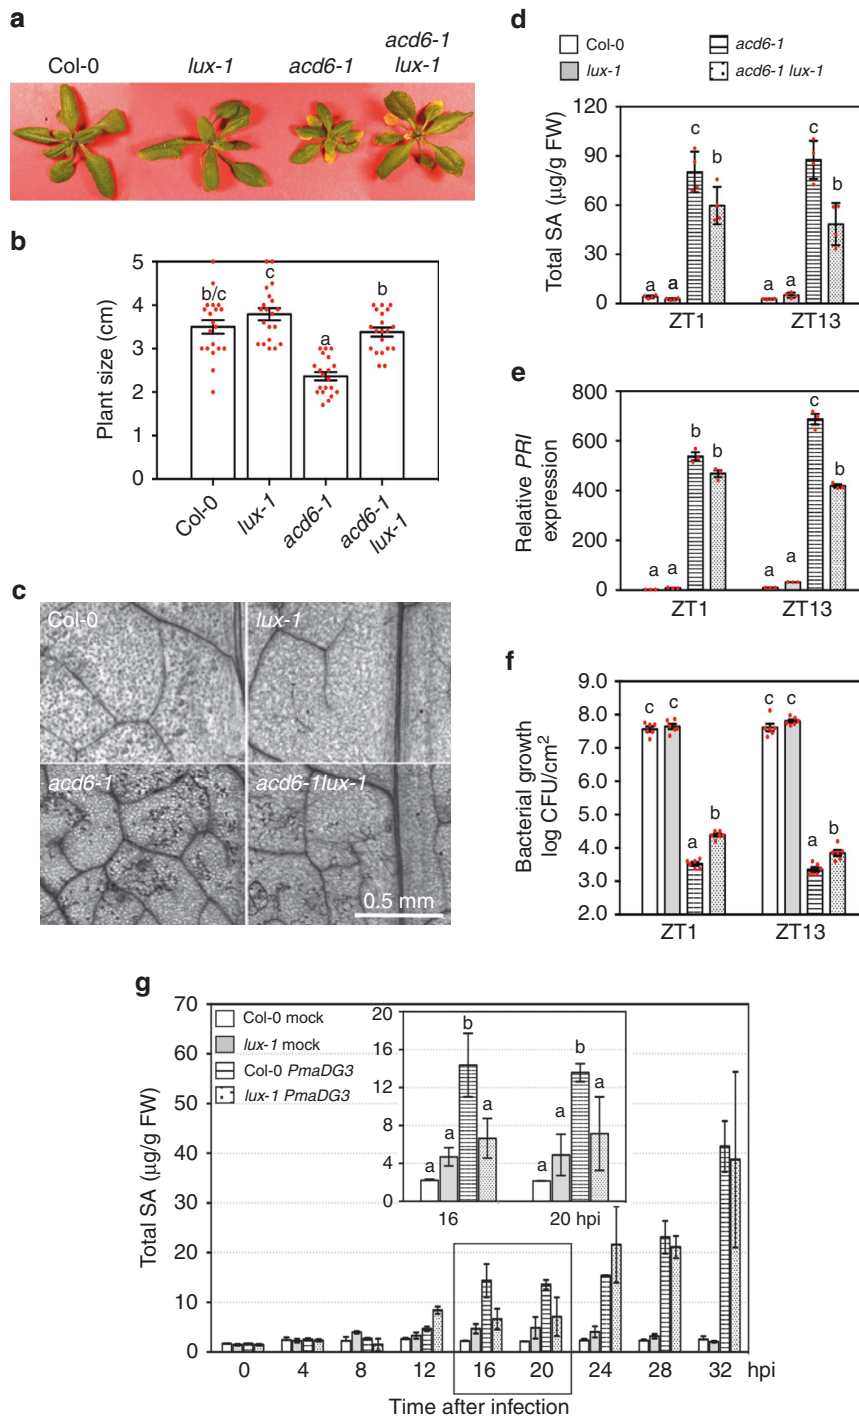 a
Col-0
lux-1
acd6-1
acd6-1
lux-1
b
Plant size (cm)
6
5
4
3
2
1
0
b/c
c
a
b
Col-0
lux-1
acd6-1
acd6-1
lux-1
c
Col-0
lux-1
acd6-1
acd6-1lux-1
0.5 mm
d
Col-0
lux-1
acd6-1
acd6-1 lux-1
Total SA (µg/g FW)
120
90
60
30
0
a
a
c
b
a
a
c
b
ZT1
ZT13
e
Relative PRI
expression
800
600
400
200
0
a
a
b
b
a
a
c
b
ZT1
ZT13
f
Bacterial growth
log CFU/cm²
9.0
8.0
7.0
4.0
3.0
2.0
c
c
a
b
c
c
a
b
ZT1
ZT13
g
Total SA (µg/g FW)
70
60
50
40
30
20
10
0
Col-0 mock
lux-1 mock
Col-0 PmaDG3
lux-1 PmaDG3
20
16
12
8
4
0
a
a
b
a
a
a
b
a
16
20 hpi
0
4
8
12
16
20
24
28
32
hpi
Time after infection